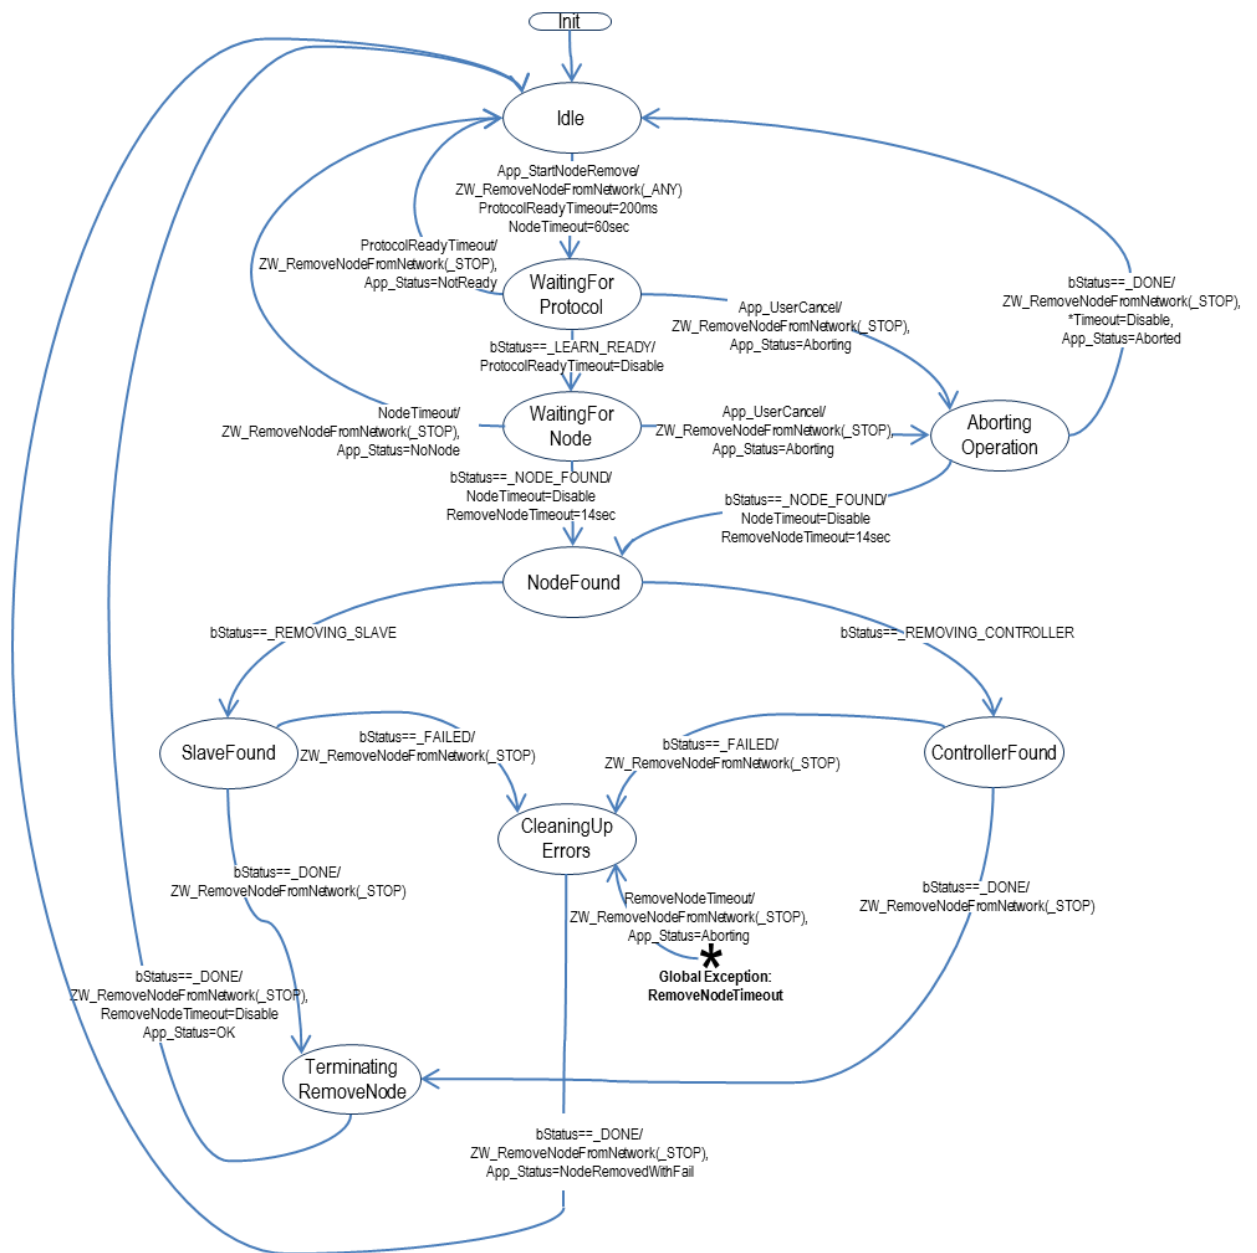 Init
Idle
App_StartNodeRemove/
ZW_RemoveNodeFromNetwork(_ANY)
ProtocolReadyTimeout=200ms
NodeTimeout=60sec
ProtocolReadyTimeout/
ZW_RemoveNodeFromNetwork(_STOP),
App_Status=NotReady
WaitingFor
Protocol
App_UserCancel/
ZW_RemoveNodeFromNetwork(_STOP),
App_Status=Aborting
bStatus==_DONE/
ZW_RemoveNodeFromNetwork(_STOP),
*Timeout=Disable,
App_Status=Aborted
bStatus==_LEARN_READY/
ProtocolReadyTimeout=Disable
NodeTimeout/
ZW_RemoveNodeFromNetwork(_STOP),
App_Status=NoNode
WaitingFor
Node
App_UserCancel/
ZW_RemoveNodeFromNetwork(_STOP),
App_Status=Aborting
Aborting
Operation
bStatus==_NODE_FOUND/
NodeTimeout=Disable
RemoveNodeTimeout=14sec
bStatus==_NODE_FOUND/
NodeTimeout=Disable
RemoveNodeTimeout=14sec
NodeFound
bStatus==_REMOVING_SLAVE
bStatus==_REMOVING_CONTROLLER
SlaveFound
bStatus==_FAILED/
ZW_RemoveNodeFromNetwork(_STOP)
bStatus==_FAILED/
ZW_RemoveNodeFromNetwork(_STOP)
ControllerFound
CleaningUp
Errors
bStatus==_DONE/
ZW_RemoveNodeFromNetwork(_STOP)
RemoveNodeTimeout/
ZW_RemoveNodeFromNetwork(_STOP),
App_Status=Aborting
*
Global Exception:
RemoveNodeTimeout
bStatus==_DONE/
ZW_RemoveNodeFromNetwork(_STOP)
bStatus==_DONE/
ZW_RemoveNodeFromNetwork(_STOP),
RemoveNodeTimeout=Disable
App_Status=OK
Terminating
RemoveNode
bStatus==_DONE/
ZW_RemoveNodeFromNetwork(_STOP),
App_Status=NodeRemovedWithFail